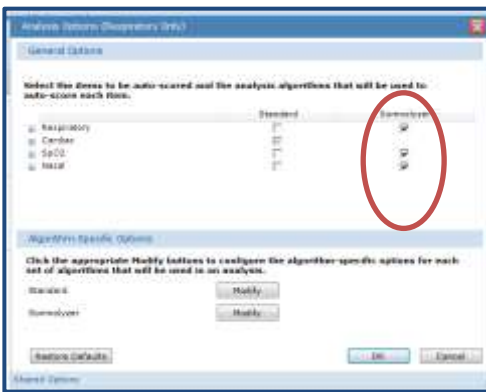 Analysis Options (Respiratory Only)
General Options
Select the items to be auto-scored and the analysis algorithms that will be used to
auto-score each item.
Standard Somnolyzer
Respiratory
Cardiac
SpO2
Nasal
Algorithm Specific Options
Click the appropriate Modify buttons to configure the algorithm-specific options for each
set of algorithms that will be used in an analysis.
Standard Modify
Somnolyzer Modify
Restore Defaults OK Cancel
Shared Options